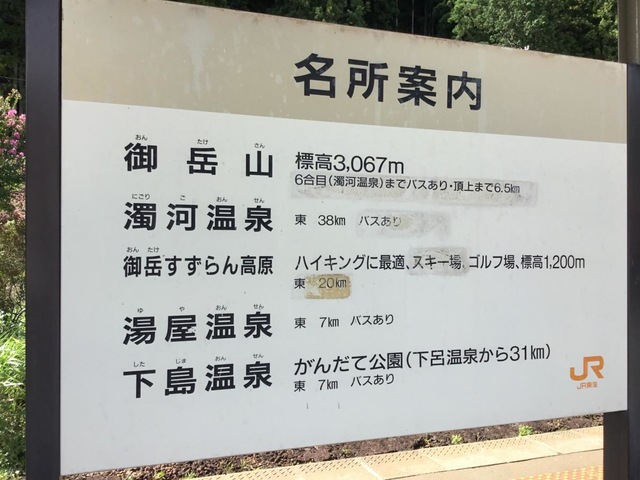 名所案内
おん たけ さん
御岳山 標高3,067m
6合目(濁河温泉)までバスあり・頂上まで6.5km
にごり ご おん せん
濁河温泉 東 38km バスあり
おん たけ
御岳すずらん高原 ハイキングに最適、スキー場、ゴルフ場、標高1,200m
東 20km
ゆ や おん せん
湯屋温泉 東 7km バスあり
した じま おん せん
下島温泉 がんだて公園(下呂温泉から31km)
東 7km バスあり
JR
JR東海